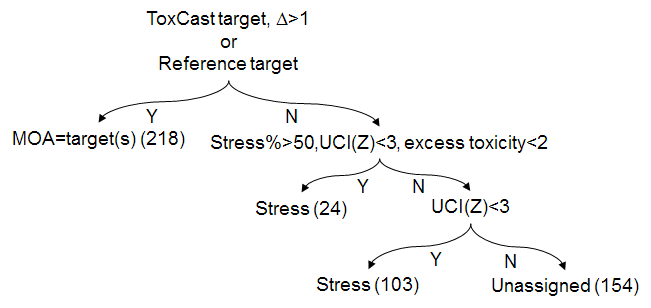 ToxCast target, Δ>1
or
Reference target
Y
N
MOA=target(s) (218)
Stress%>50,UCI(Z)<3, excess toxicity<2
Y
N
Stress (24)
UCI(Z)<3
Y
N
Stress (103)
Unassigned (154)